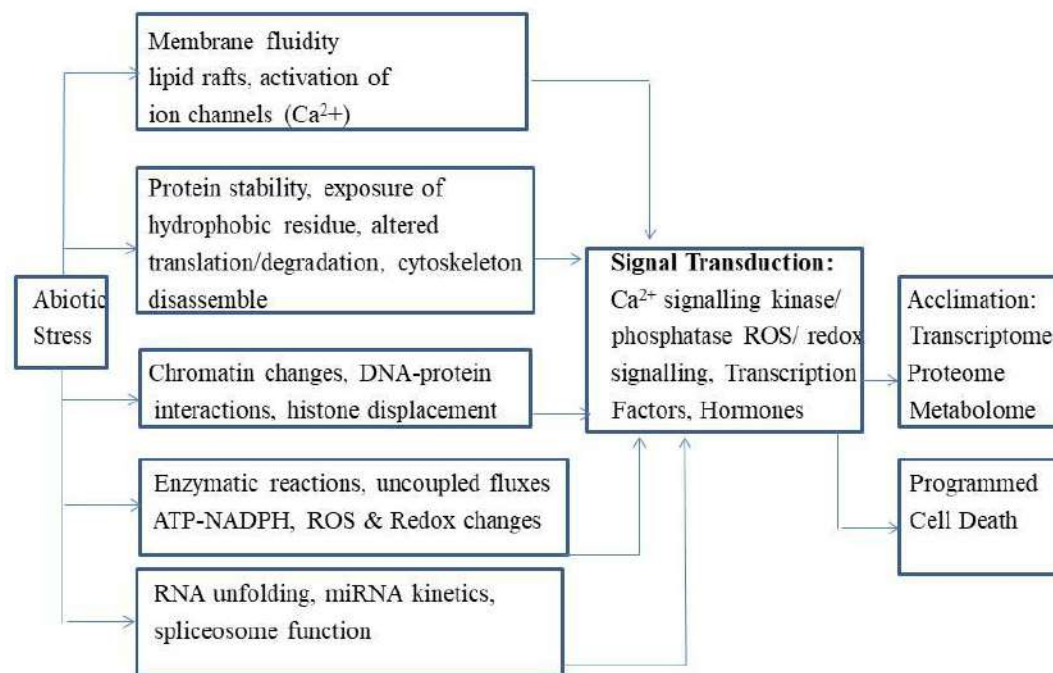 Membrane fluidity
lipid rafts, activation of
ion channels (Ca²+)
Protein stability, exposure of
hydrophobic residue, altered
translation/degradation, cytoskeleton
disassemble
Abiotic
Stress
Chromatin changes, DNA-protein
interactions, histone displacement
Enzymatic reactions, uncoupled fluxes
ATP-NADPH, ROS & Redox changes
RNA unfolding, miRNA kinetics,
spliceosome function
Signal Transduction:
Ca²⁺ signalling kinase/
phosphatase ROS/ redox
signalling, Transcription
Factors, Hormones
Acclimation:
Transcriptome
Proteome
Metabolome
Programmed
Cell Death